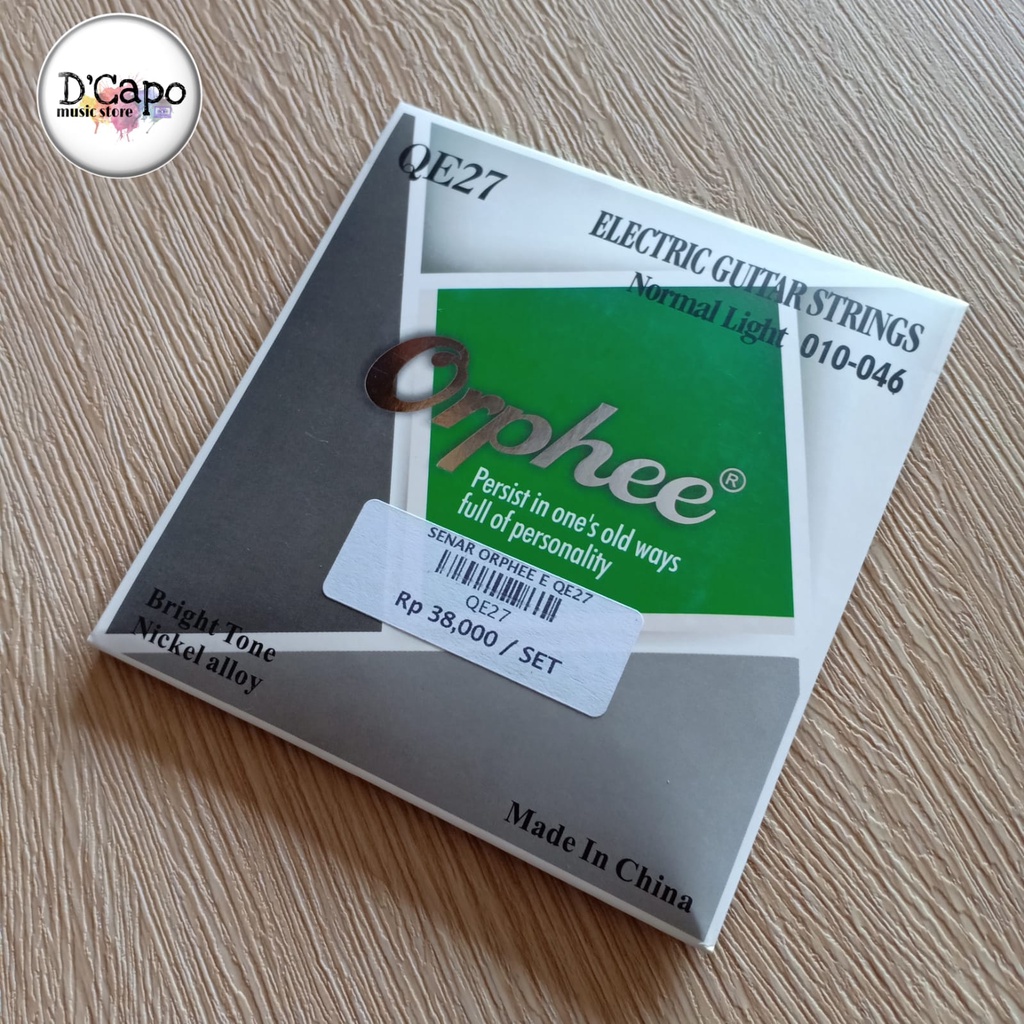 D'Capo
music store
QE27
ELECTRIC GUITAR STRINGS
Normal Light 010-046
Orphee®
Persist in one's old ways
full of personality
SENAR ORPHEE E QE27
QE27
Rp 38,000 / SET
Bright Tone
Nickel alloy
Made In China